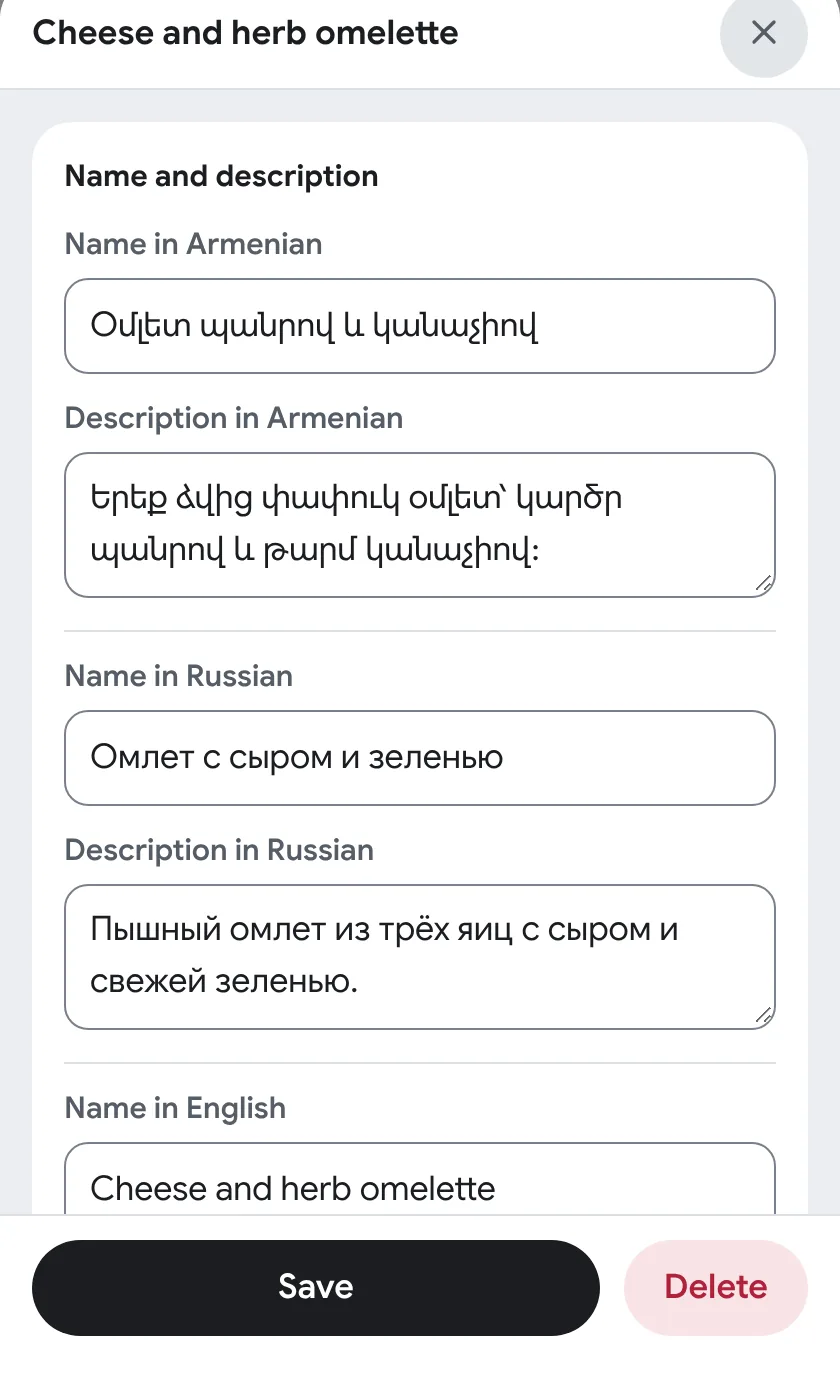 Cheese and herb omelette
Name and description
Name in Armenian
Օմլետ պանրով և կանաչիով
Description in Armenian
Երեք ձվից փափուկ օմլետ՝ կարծր
պանրով և թարմ կանաչիով:
Name in Russian
Омлет с сыром и зеленью
Description in Russian
Пышный омлет из трёх яиц с сыром и
свежей зеленью.
Name in English
Cheese and herb omelette
Save
Delete